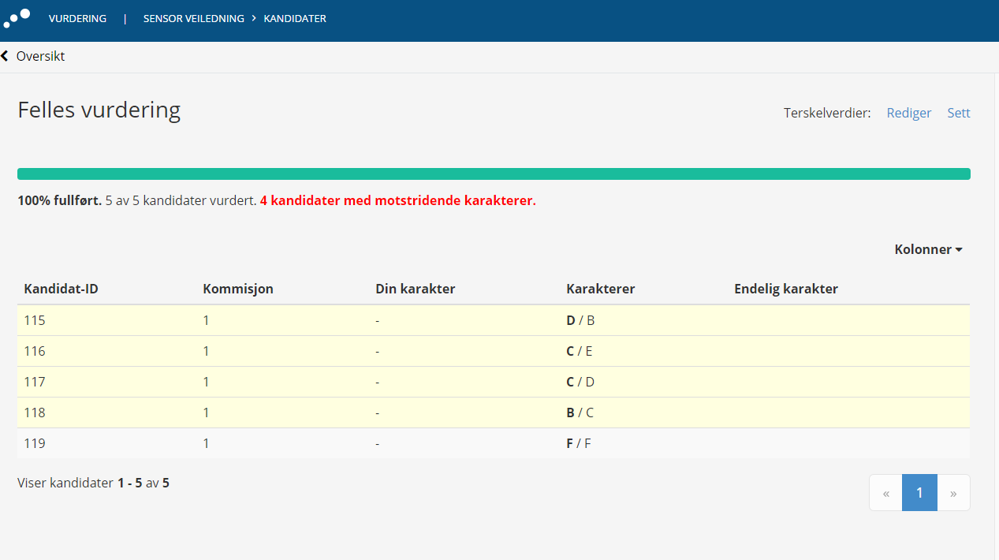 VURDERING | SENSOR VEILEDNING > KANDIDATER
Oversikt
Felles vurdering
Terskelverdier: Rediger Sett
100% fullført. 5 av 5 kandidater vurdert. 4 kandidater med motstridende karakterer.
Kolonner
Kandidat-ID Kommisjon Din karakter Karakterer Endelig karakter
115 1 - D / B
116 1 - C / E
117 1 - C / D
118 1 - B / C
119 1 - F / F
Viser kandidater 1 - 5 av 5
« 1 »